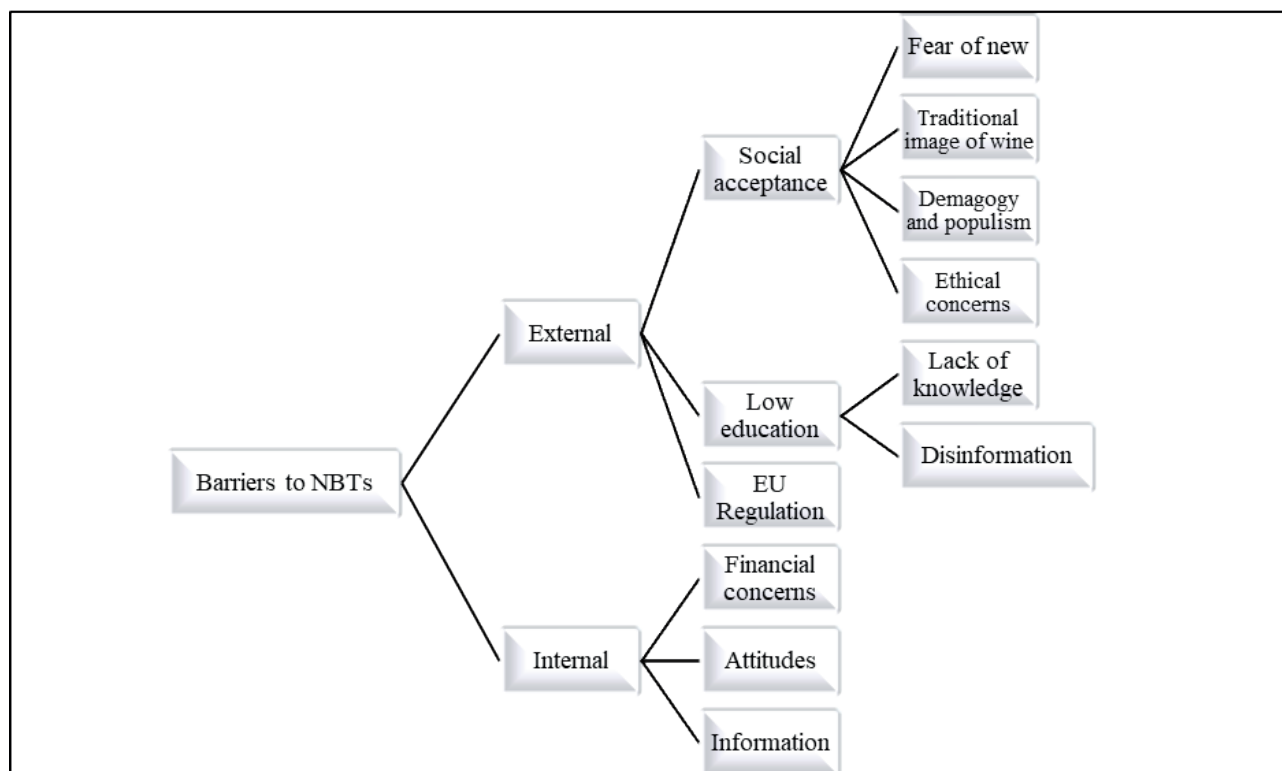 Fear of new
Traditional
image of wine
Social
acceptance
Demagogy
and populism
Ethical
concerns
External
Lack of
knowledge
Low
education
Disinformation
Barriers to NBTs
EU
Regulation
Financial
concerns
Internal
Attitudes
Information